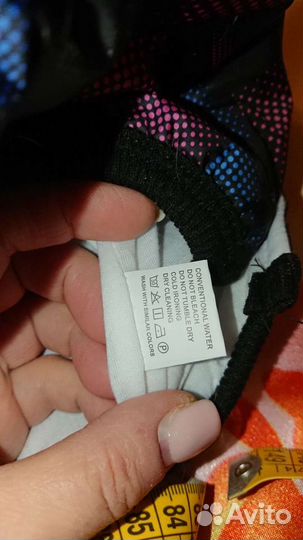 CONVENTIONAL WATER
DO NOT BLEACH
DO NOT TUMBLE DRY
COLD IRONING
DRY CLEANING
P
WASH WITH SIMILAR COLORS
49
84
85
Avito